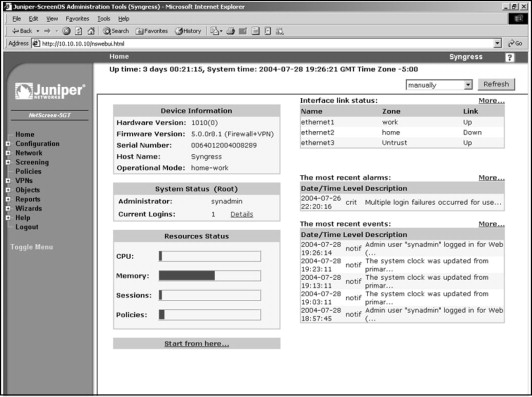 Juniper-ScreenOS Administration Tools (Syngress) - Microsoft Internet Explorer
File Edit View Favorites Tools Help
Back Search Favorites History
Address http://10.10.10.10/nswebui.html Go
Home Syngress ?
Up time: 3 days 00:21:15, System time: 2004-07-28 19:26:21 GMT Time Zone -5:00
manually Refresh
Juniper
NETWORKS
NetScreen-5GT
Home
Configuration
Network
Screening
Policies
VPNs
Objects
Reports
Wizards
Help
Logout
Toggle Menu
Device Information
Hardware Version: 1010(0)
Firmware Version: 5.0.0r8.1 (Firewall+VPN)
Serial Number: 0064012004008289
Host Name: Syngress
Operational Mode: home-work
System Status (Root)
Administrator: synadmin
Current Logins: 1 Details
Resources Status
CPU:
Memory:
Sessions:
Policies:
Start from here...
Interface link status: More...
Name Zone Link
ethernet1 work Up
ethernet2 home Down
ethernet3 Untrust Up
The most recent alarms: More...
Date/Time Level Description
2004-07-26 22:20:16 crit Multiple login failures occurred for use...
The most recent events: More...
Date/Time Level Description
2004-07-28 19:26:14 notif Admin user "synadmin" logged in for Web (...
2004-07-28 19:23:11 notif The system clock was updated from primar...
2004-07-28 19:13:11 notif The system clock was updated from primar...
2004-07-28 19:03:11 notif The system clock was updated from primar...
2004-07-28 18:57:45 notif Admin user "synadmin" logged in for Web (...